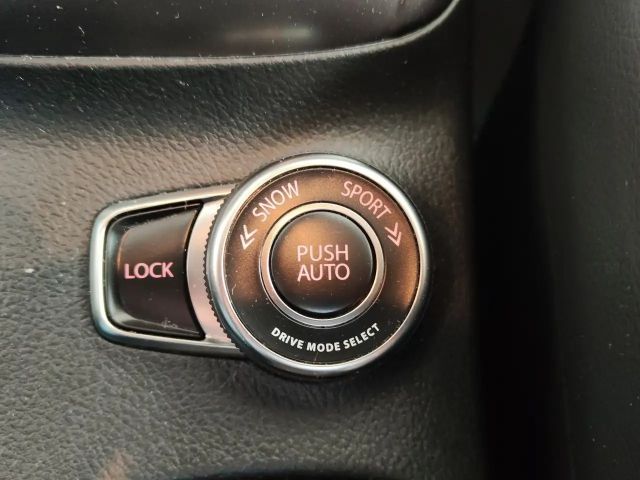 SNOW
SPORT
PUSH
AUTO
LOCK
DRIVE MODE SELECT